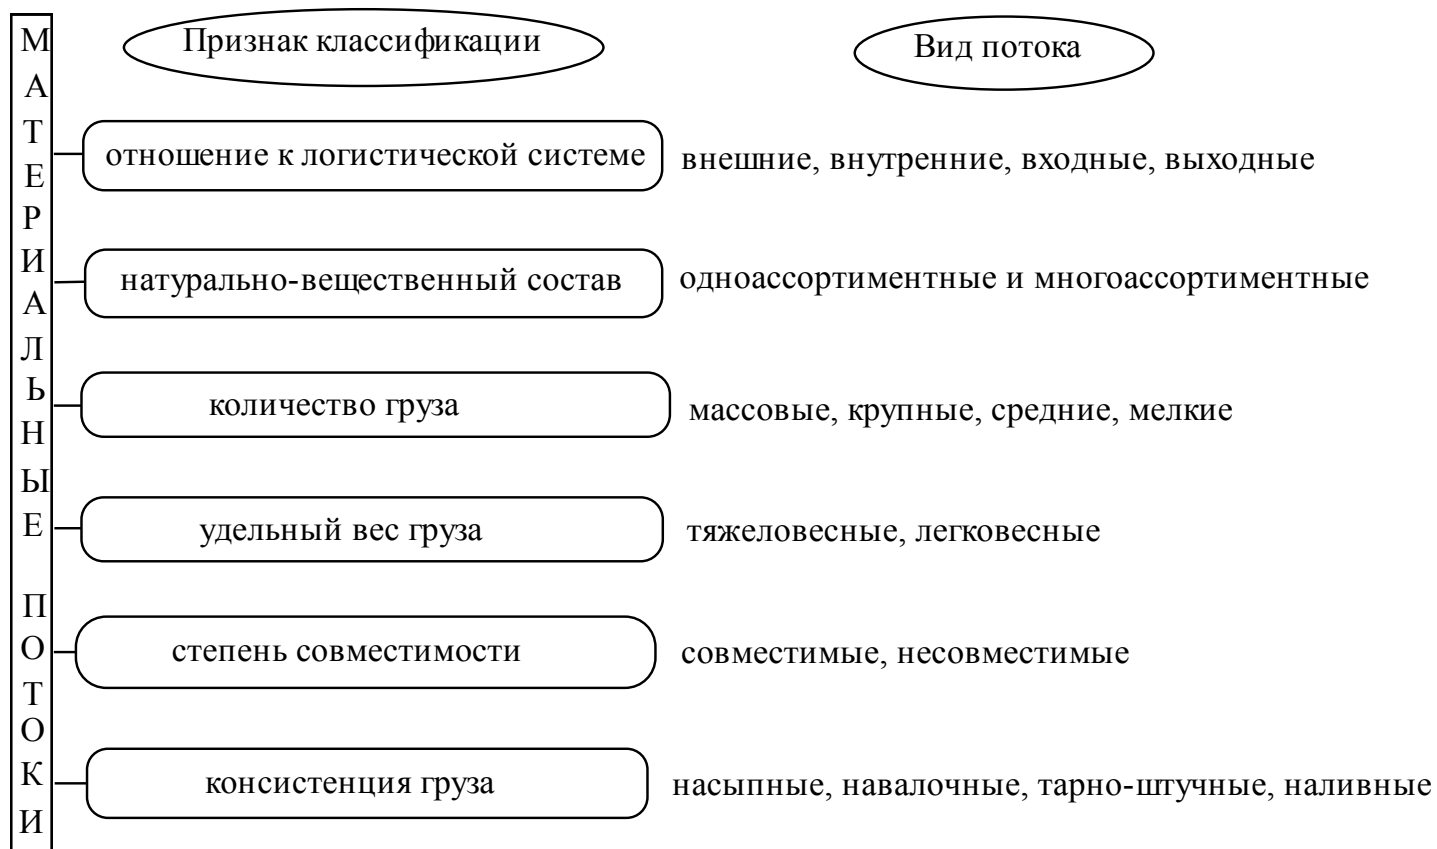 МАТЕРИАЛЬНЫЕ ПОТОКИ
Признак классификации
Вид потока
отношение к логистической системе
внешние, внутренние, входные, выходные
натурально-вещественный состав
одноассортиментные и многоассортиментные
количество груза
массовые, крупные, средние, мелкие
удельный вес груза
тяжеловесные, легковесные
степень совместимости
совместимые, несовместимые
консистенция груза
насыпные, навалочные, тарно-штучные, наливные